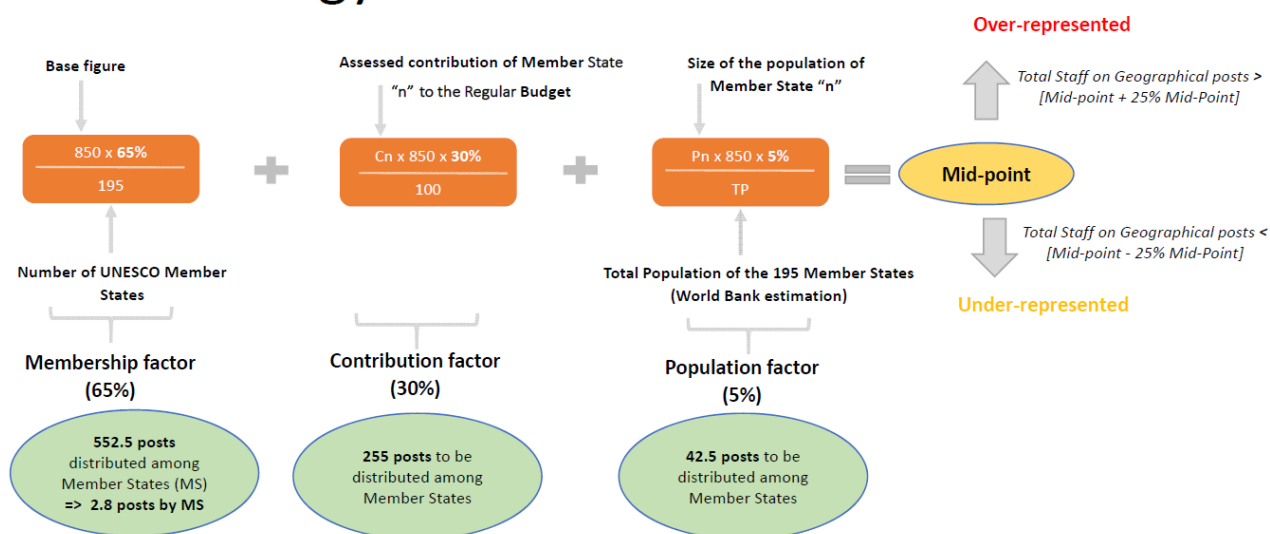 Over-represented
Base figure
Assessed contribution of Member State
“n” to the Regular Budget
Size of the population of
Member State “n”
Total Staff on Geographical posts >
[Mid-point + 25% Mid-Point]
850 x 65%
195
Cn x 850 x 30%
100
Pn x 850 x 5%
TP
Mid-point
Number of UNESCO Member
States
Total Population of the 195 Member States
(World Bank estimation)
Total Staff on Geographical posts <
[Mid-point - 25% Mid-Point]
Under-represented
Membership factor
(65%)
Contribution factor
(30%)
Population factor
(5%)
552.5 posts
distributed among
Member States (MS)
=> 2.8 posts by MS
255 posts to be
distributed among
Member States
42.5 posts to be
distributed among
Member States